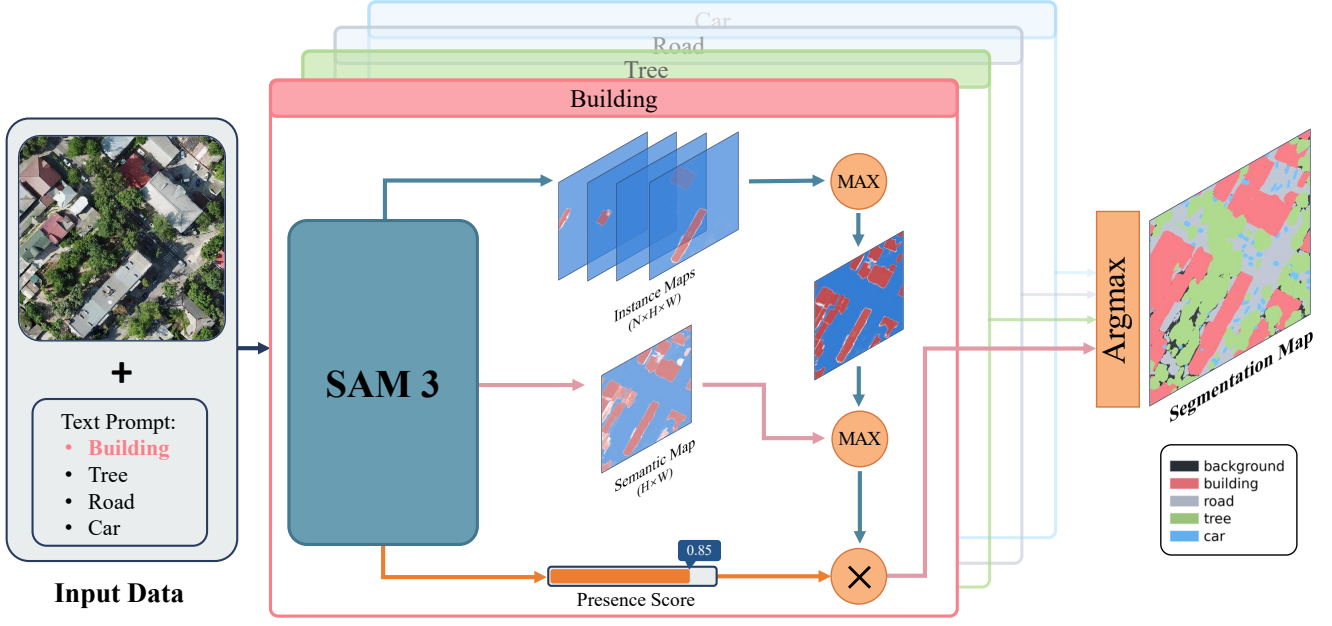 Car
Road
Tree
Building
Text Prompt:
• Building
• Tree
• Road
• Car
Input Data
SAM 3
Instance Maps
(N×H×W)
MAX
Semantic Map
(H×W)
MAX
0.85
Presence Score
×
Argmax
Segmentation Map
background
building
road
tree
car